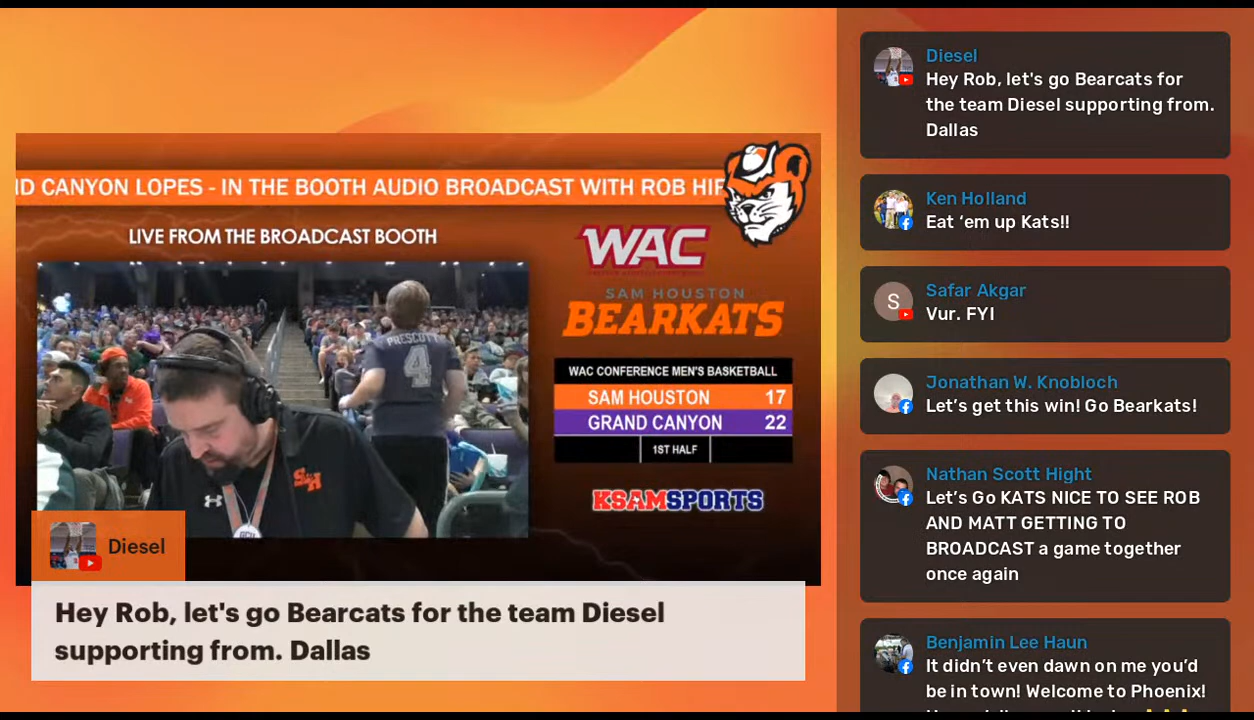 Diesel
Hey Rob, let's go Bearcats for
the team Diesel supporting from.
Dallas
Ken Holland
Eat ‘em up Kats!!
S
Safar Akgar
Vur. FYI
Jonathan W. Knobloch
Let’s get this win! Go Bearkats!
Nathan Scott Hight
Let’s Go KATS NICE TO SEE ROB
AND MATT GETTING TO
BROADCAST a game together
once again
Benjamin Lee Haun
It didn’t even dawn on me you’d
be in town! Welcome to Phoenix!
CANYON LOPES - IN THE BOOTH AUDIO BROADCAST WITH ROB
LIVE FROM THE BROADCAST BOOTH
WAC
SAM HOUSTON
BEARKATS
WAC CONFERENCE MEN'S BASKETBALL
SAM HOUSTON 17
GRAND CANYON 22
1ST HALF
KSAMSPORTS
PRESCOTT
4
SH
GCU
Diesel
Hey Rob, let's go Bearcats for the team Diesel
supporting from. Dallas